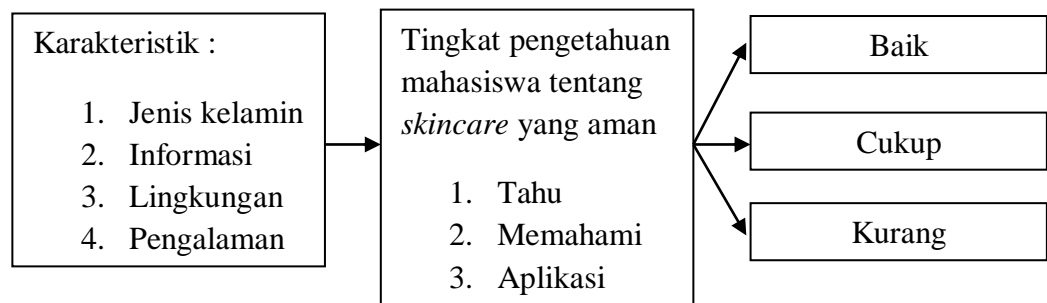 Karakteristik :
1. Jenis kelamin
2. Informasi
3. Lingkungan
4. Pengalaman
Tingkat pengetahuan
mahasiswa tentang
skincare yang aman
1. Tahu
2. Memahami
3. Aplikasi
Baik
Cukup
Kurang